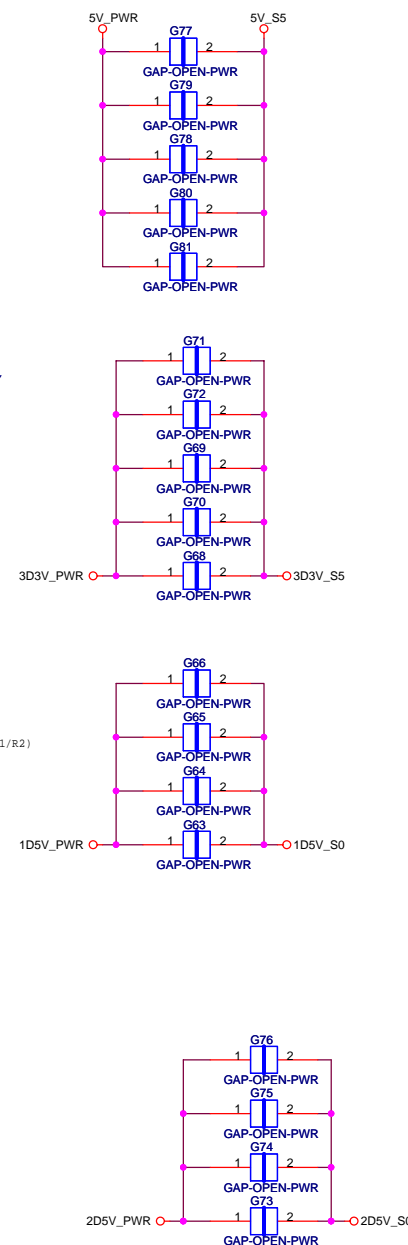 5V_PWR 5V_S5
G77
1 2
GAP-OPEN-PWR
G79
1 2
GAP-OPEN-PWR
G78
1 2
GAP-OPEN-PWR
G80
1 2
GAP-OPEN-PWR
G81
1 2
GAP-OPEN-PWR
G71
1 2
GAP-OPEN-PWR
G72
1 2
GAP-OPEN-PWR
G69
1 2
GAP-OPEN-PWR
G70
1 2
GAP-OPEN-PWR
G68
3D3V_PWR 1 2 3D3V_S5
GAP-OPEN-PWR
G66
1 2
GAP-OPEN-PWR
G65
1 2
1/R2)
GAP-OPEN-PWR
G64
1 2
GAP-OPEN-PWR
G63
1D5V_PWR 1 2 1D5V_S0
GAP-OPEN-PWR
G76
1 2
GAP-OPEN-PWR
G75
1 2
GAP-OPEN-PWR
G74
1 2
GAP-OPEN-PWR
G73
2D5V_PWR 1 2 2D5V_S0
GAP-OPEN-PWR